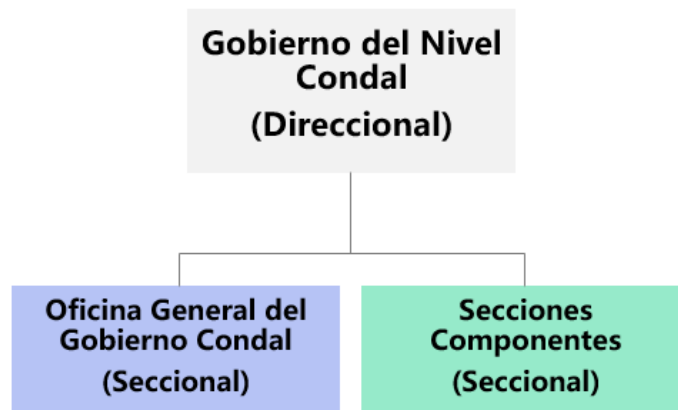 Gobierno del Nivel
Condal
(Direccional)
Oficina General del
Gobierno Condal
(Seccional)
Secciones
Componentes
(Seccional)